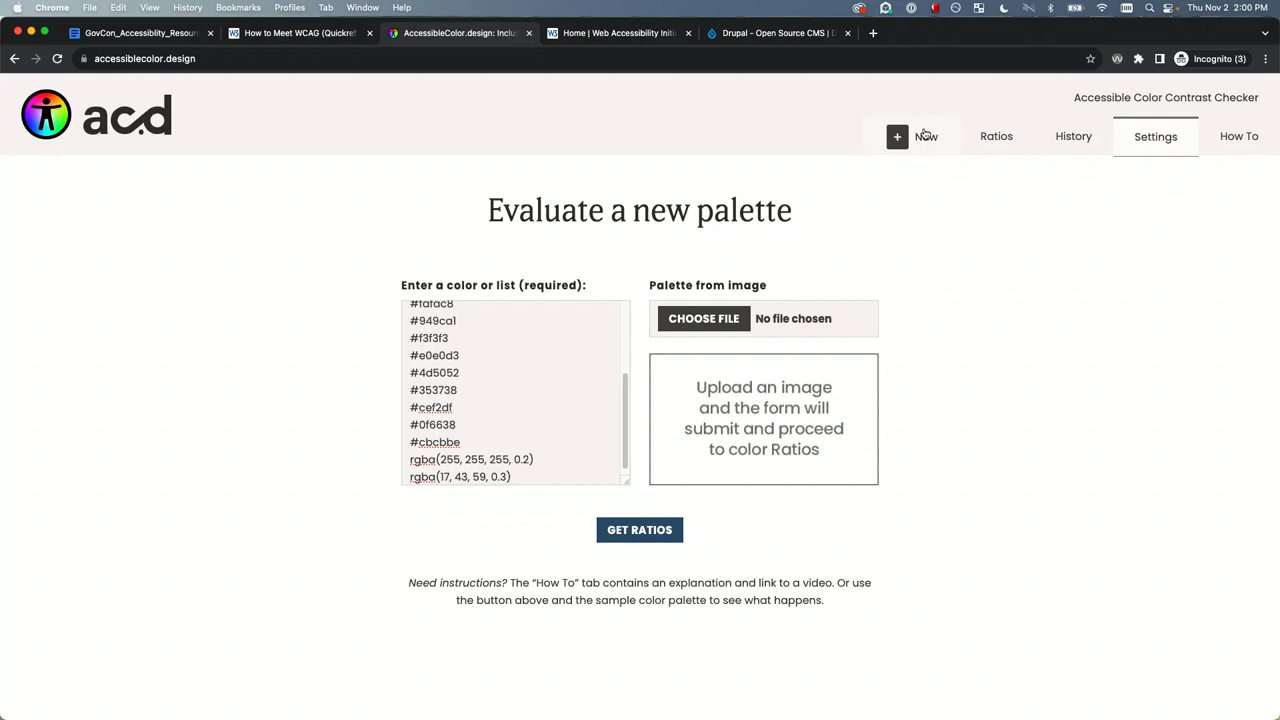 Chrome File Edit View History Bookmarks Profiles Tab Window Help Thu Nov 2 2:00 PM
GovCon_Accessiblity_Resour How to Meet WCAG (Quickref AccessibleColor.design: Inclu Home | Web Accessibility Initi Drupal - Open Source CMS | D
accessiblecolor.design Incognito (3)
ac.d
Accessible Color Contrast Checker
+ New Ratios History Settings How To
Evaluate a new palette
Enter a color or list (required):
#fafac8
#949ca1
#f3f3f3
#e0e0d3
#4d5052
#353738
#cef2df
#0f6638
#cbcbbe
rgba(255, 255, 255, 0.2)
rgba(17, 43, 59, 0.3)
Palette from image
CHOOSE FILE No file chosen
Upload an image
and the form will
submit and proceed
to color Ratios
GET RATIOS
Need instructions? The “How To” tab contains an explanation and link to a video. Or use
the button above and the sample color palette to see what happens.